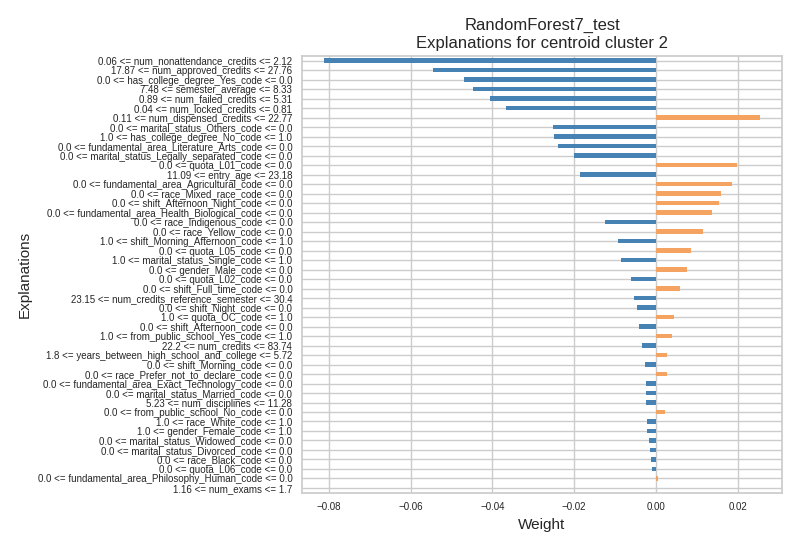 RandomForest7_test
Explanations for centroid cluster 2
0.06 <= num_nonattendance_credits <= 2.12
17.87 <= num_approved_credits <= 27.76
0.0 <= has_college_degree_Yes_code <= 0.0
7.48 <= semester_average <= 8.33
0.89 <= num_failed_credits <= 5.31
0.04 <= num_locked_credits <= 0.81
0.11 <= num_dispensed_credits <= 22.77
0.0 <= marital_status_Others_code <= 0.0
1.0 <= has_college_degree_No_code <= 1.0
0.0 <= fundamental_area_Literature_Arts_code <= 0.0
0.0 <= marital_status_Legally_separated_code <= 0.0
0.0 <= quota_L01_code <= 0.0
11.09 <= entry_age <= 23.18
0.0 <= fundamental_area_Agricultural_code <= 0.0
0.0 <= race_Mixed_race_code <= 0.0
0.0 <= shift_Afternoon_Night_code <= 0.0
0.0 <= fundamental_area_Health_Biological_code <= 0.0
0.0 <= race_Indigenous_code <= 0.0
0.0 <= race_Yellow_code <= 0.0
1.0 <= shift_Morning_Afternoon_code <= 1.0
0.0 <= quota_L05_code <= 0.0
1.0 <= marital_status_Single_code <= 1.0
0.0 <= gender_Male_code <= 0.0
0.0 <= quota_L02_code <= 0.0
0.0 <= shift_Full_time_code <= 0.0
23.15 <= num_credits_reference_semester <= 30.4
0.0 <= shift_Night_code <= 0.0
1.0 <= quota_OC_code <= 1.0
0.0 <= shift_Afternoon_code <= 0.0
1.0 <= from_public_school_Yes_code <= 1.0
22.2 <= num_credits <= 83.74
1.8 <= years_between_high_school_and_college <= 5.72
0.0 <= shift_Morning_code <= 0.0
0.0 <= race_Prefer_not_to_declare_code <= 0.0
0.0 <= fundamental_area_Exact_Technology_code <= 0.0
0.0 <= marital_status_Married_code <= 0.0
5.23 <= num_disciplines <= 11.28
0.0 <= from_public_school_No_code <= 0.0
1.0 <= race_White_code <= 1.0
1.0 <= gender_Female_code <= 1.0
0.0 <= marital_status_Widowed_code <= 0.0
0.0 <= marital_status_Divorced_code <= 0.0
0.0 <= race_Black_code <= 0.0
0.0 <= quota_L06_code <= 0.0
0.0 <= fundamental_area_Philosophy_Human_code <= 0.0
1.16 <= num_exams <= 1.7
Explanations
−0.08 −0.06 −0.04 −0.02 0.00 0.02
Weight